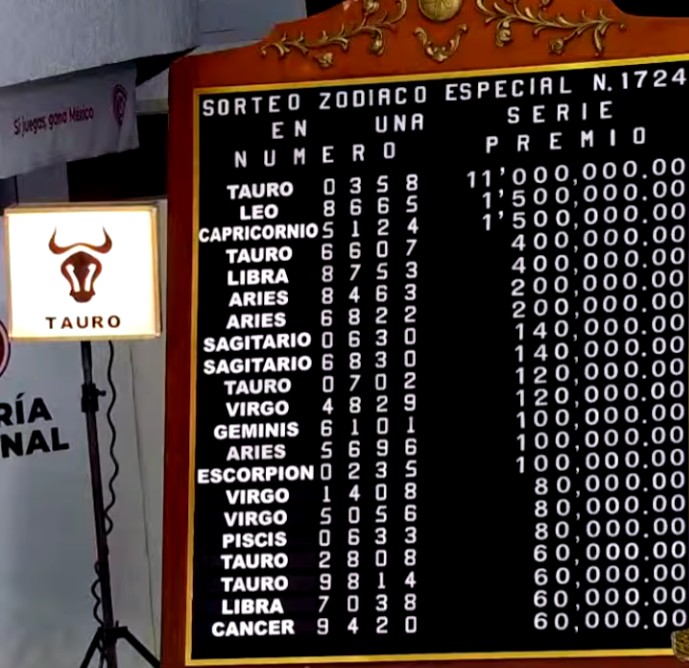 Si juegas, gana México
SORTEO ZODIACO ESPECIAL N.1724
EN UNA SERIE
NUMERO PREMIO
TAURO 0358 11'000,000.00
LEO 8665 1'500,000.00
CAPRICORNIO 5124 1'500,000.00
TAURO 6607 400,000.00
LIBRA 8753 400,000.00
ARIES 8463 200,000.00
ARIES 6822 200,000.00
SAGITARIO 0630 140,000.00
SAGITARIO 6830 140,000.00
TAURO 0702 120,000.00
VIRGO 4829 120,000.00
GEMINIS 6101 100,000.00
ARIES 5696 100,000.00
ESCORPION 0235 100,000.00
VIRGO 1408 80,000.00
VIRGO 5056 80,000.00
PISCIS 0633 80,000.00
TAURO 2808 60,000.00
TAURO 9814 60,000.00
LIBRA 7038 60,000.00
CANCER 9420 60,000.00
TAURO
RÍA
NAL